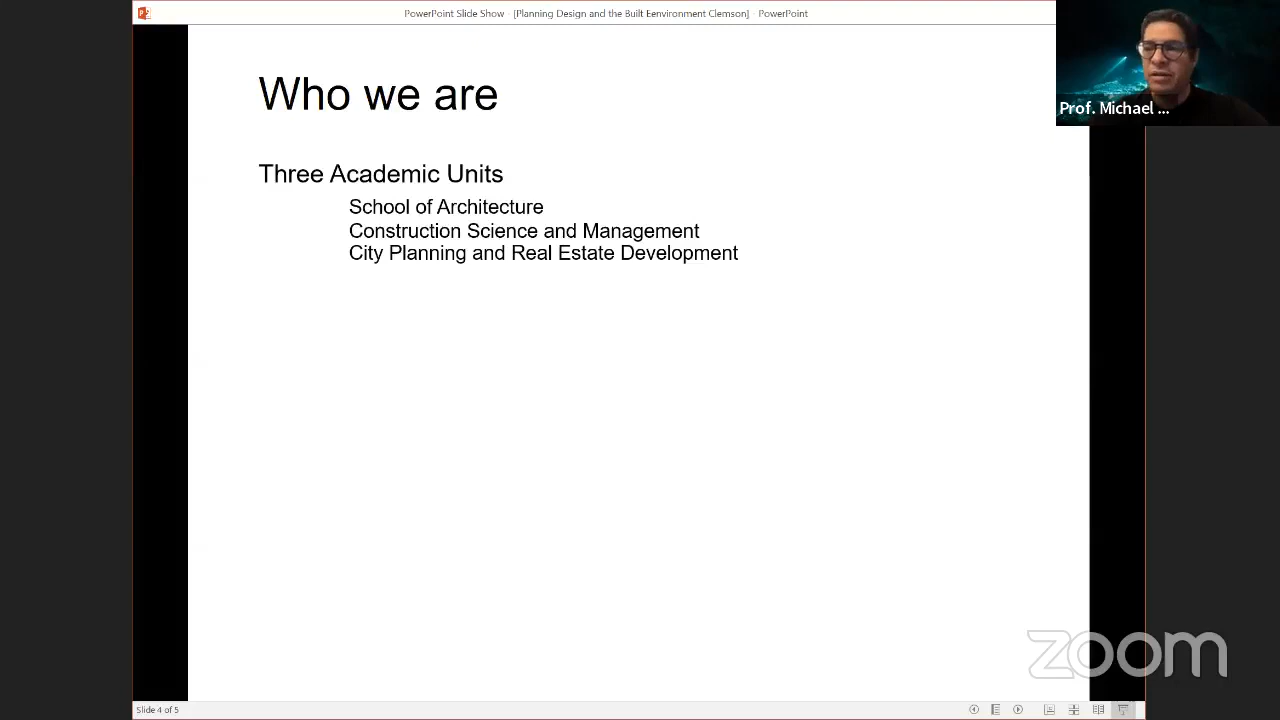 PowerPoint Slide Show - [Planning Design and the Built Eenvironment Clemson] - PowerPoint
Prof. Michael ...
Who we are
Three Academic Units
School of Architecture
Construction Science and Management
City Planning and Real Estate Development
zoom
Slide 4 of 5